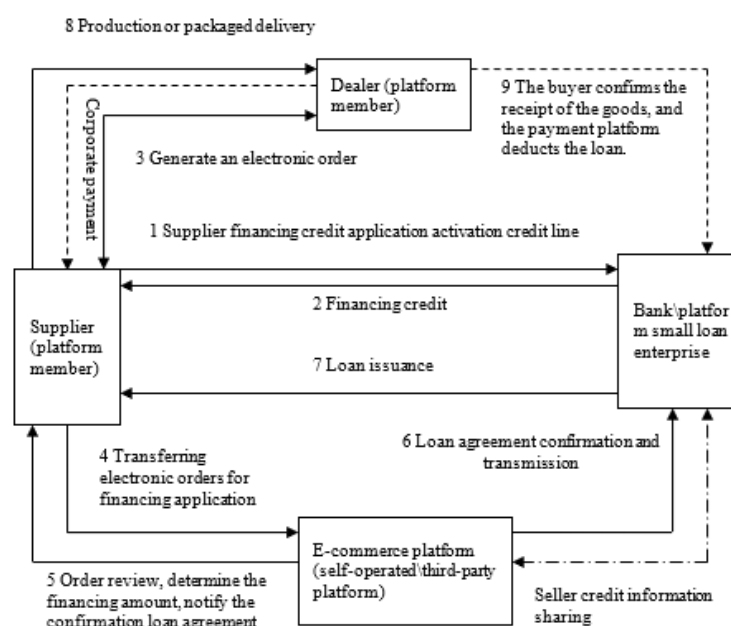 8 Production or packaged delivery
Dealer (platform
member)
9 The buyer confirms the
receipt of the goods, and
the payment platform
deducts the loan.
Corporate payment
3 Generate an electronic order
1 Supplier financing credit application activation credit line
Supplier
(platform
member)
2 Financing credit
Bank\platfor
m small loan
enterprise
7 Loan issuance
4 Transferring
electronic orders for
financing application
6 Loan agreement confirmation and
transmission
E-commerce platform
(self-operated\third-party
platform)
5 Order review, determine the
financing amount, notify the
confirmation loan agreement
Seller credit information
sharing